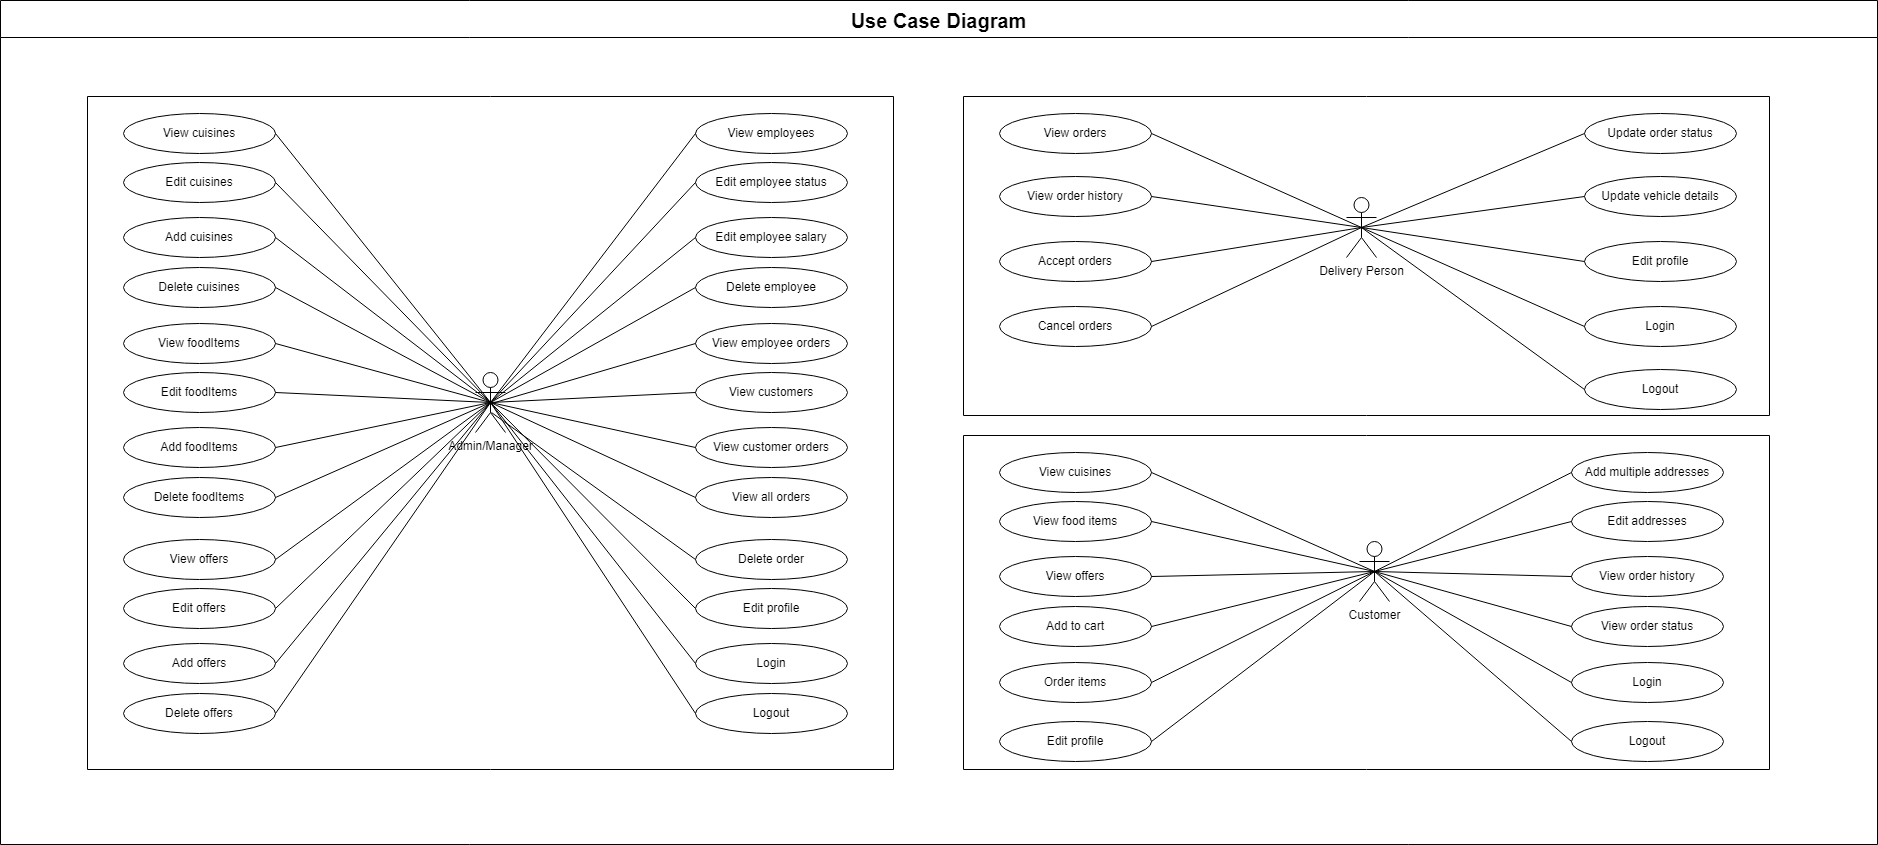 Use Case Diagram
View cuisines
Edit cuisines
Add cuisines
Delete cuisines
View foodItems
Edit foodItems
Add foodItems
Delete foodItems
View offers
Edit offers
Add offers
Delete offers
Admin/Manager
View employees
Edit employee status
Edit employee salary
Delete employee
View employee orders
View customers
View customer orders
View all orders
Delete order
Edit profile
Login
Logout
View orders
View order history
Accept orders
Cancel orders
Delivery Person
Update order status
Update vehicle details
Edit profile
Login
Logout
View cuisines
View food items
View offers
Add to cart
Order items
Edit profile
Customer
Add multiple addresses
Edit addresses
View order history
View order status
Login
Logout